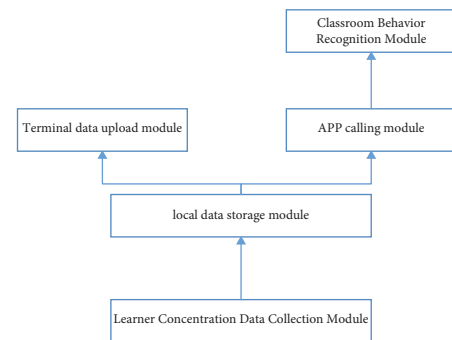 Classroom Behavior
Recognition Module
Terminal data upload module
APP calling module
local data storage module
Learner Concentration Data Collection Module